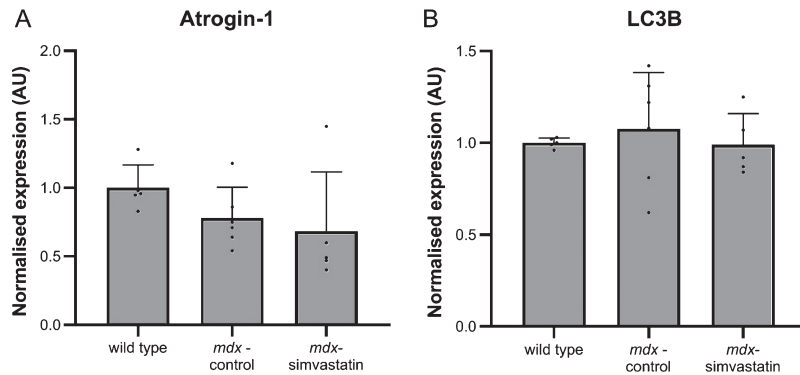 A
Atrogin-1
Normalised expression (AU)
2.0
1.5
1.0
0.5
0.0
wild type
mdx -
control
mdx-
simvastatin
B
LC3B
Normalised expression (AU)
1.5
1.0
0.5
0.0
wild type
mdx -
control
mdx-
simvastatin